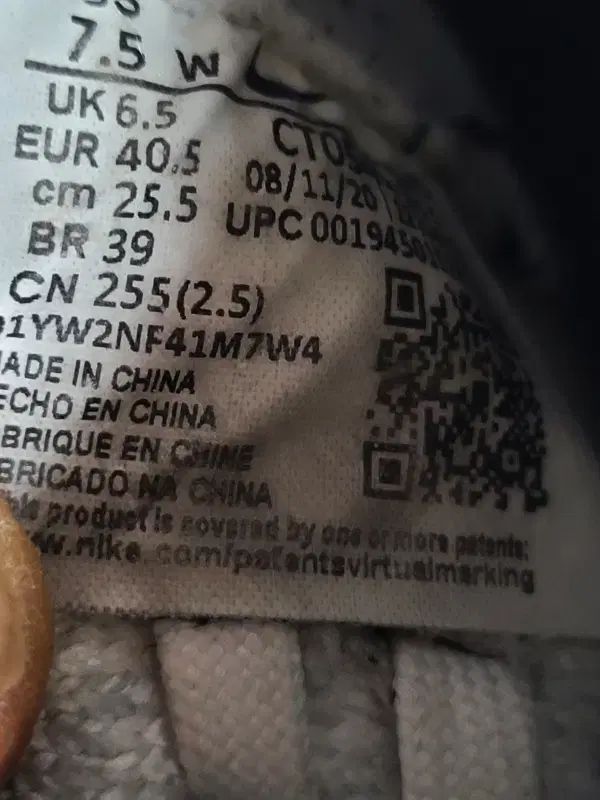 7.5 W
UK 6.5
EUR 40.5
cm 25.5
BR 39
CN 255(2.5)
1YW2NF41M7W4
ADE IN CHINA
ECHO EN CHINA
BRIQUE EN CHINE
BRICADO NA CHINA
08/11/20
UPC 00194501
product is covered by one or more patents:
w.nike.com/patentsvirtualmarking